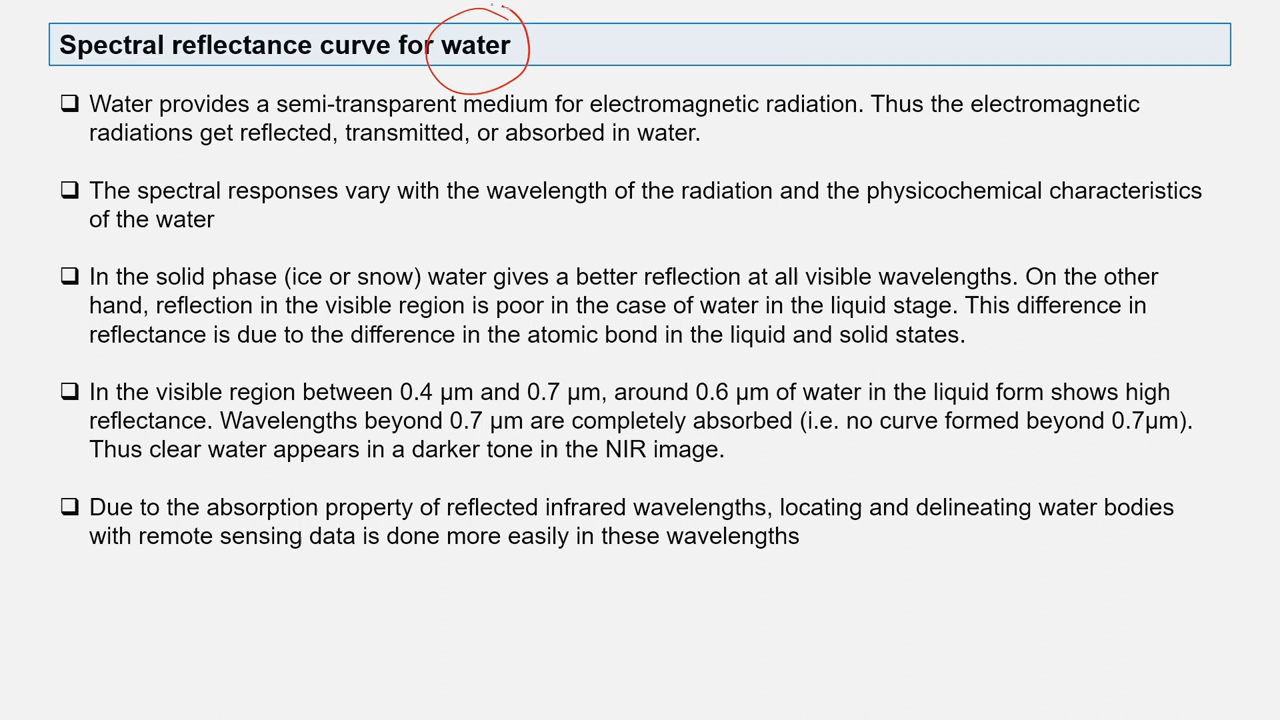 Spectral reflectance curve for water
Water provides a semi-transparent medium for electromagnetic radiation. Thus the electromagnetic
radiations get reflected, transmitted, or absorbed in water.
The spectral responses vary with the wavelength of the radiation and the physicochemical characteristics
of the water
In the solid phase (ice or snow) water gives a better reflection at all visible wavelengths. On the other
hand, reflection in the visible region is poor in the case of water in the liquid stage. This difference in
reflectance is due to the difference in the atomic bond in the liquid and solid states.
In the visible region between 0.4 µm and 0.7 µm, around 0.6 µm of water in the liquid form shows high
reflectance. Wavelengths beyond 0.7 µm are completely absorbed (i.e. no curve formed beyond 0.7µm).
Thus clear water appears in a darker tone in the NIR image.
Due to the absorption property of reflected infrared wavelengths, locating and delineating water bodies
with remote sensing data is done more easily in these wavelengths